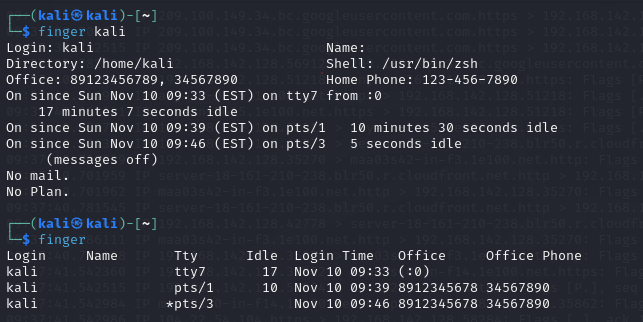 ┌──(kali㉿kali)-[~]
└─$ finger kali
Login: kali                             Name:
Directory: /home/kali                   Shell: /usr/bin/zsh
Office: 89123456789, 34567890           Home Phone: 123-456-7890
On since Sun Nov 10 09:33 (EST) on tty7 from :0
    17 minutes 7 seconds idle
On since Sun Nov 10 09:39 (EST) on pts/1   10 minutes 30 seconds idle
On since Sun Nov 10 09:46 (EST) on pts/3   5 seconds idle
     (messages off)
No mail.
No Plan.
┌──(kali㉿kali)-[~]
└─$ finger
Login     Name       Tty      Idle  Login Time   Office     Office Phone
kali                 tty7       17  Nov 10 09:33 (:0)
kali                 pts/1      10  Nov 10 09:39 8912345678 34567890
kali                *pts/3          Nov 10 09:46 8912345678 34567890